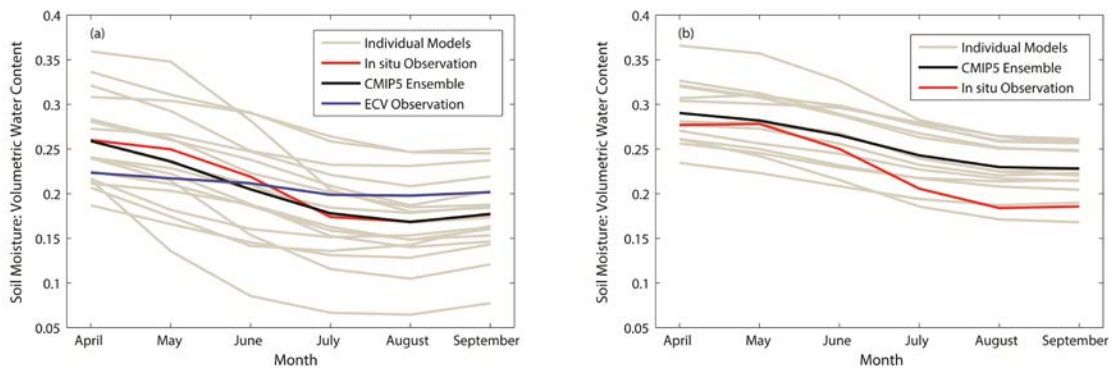 (a)
Individual Models
In situ Observation
CMIP5 Ensemble
ECV Observation
Soil Moisture: Volumetric Water Content
0.4
0.35
0.3
0.25
0.2
0.15
0.1
0.05
April May June July August September
Month
(b)
Individual Models
CMIP5 Ensemble
In situ Observation
Soil Moisture: Volumetric Water Content
0.4
0.35
0.3
0.25
0.2
0.15
0.1
0.05
April May June July August September
Month